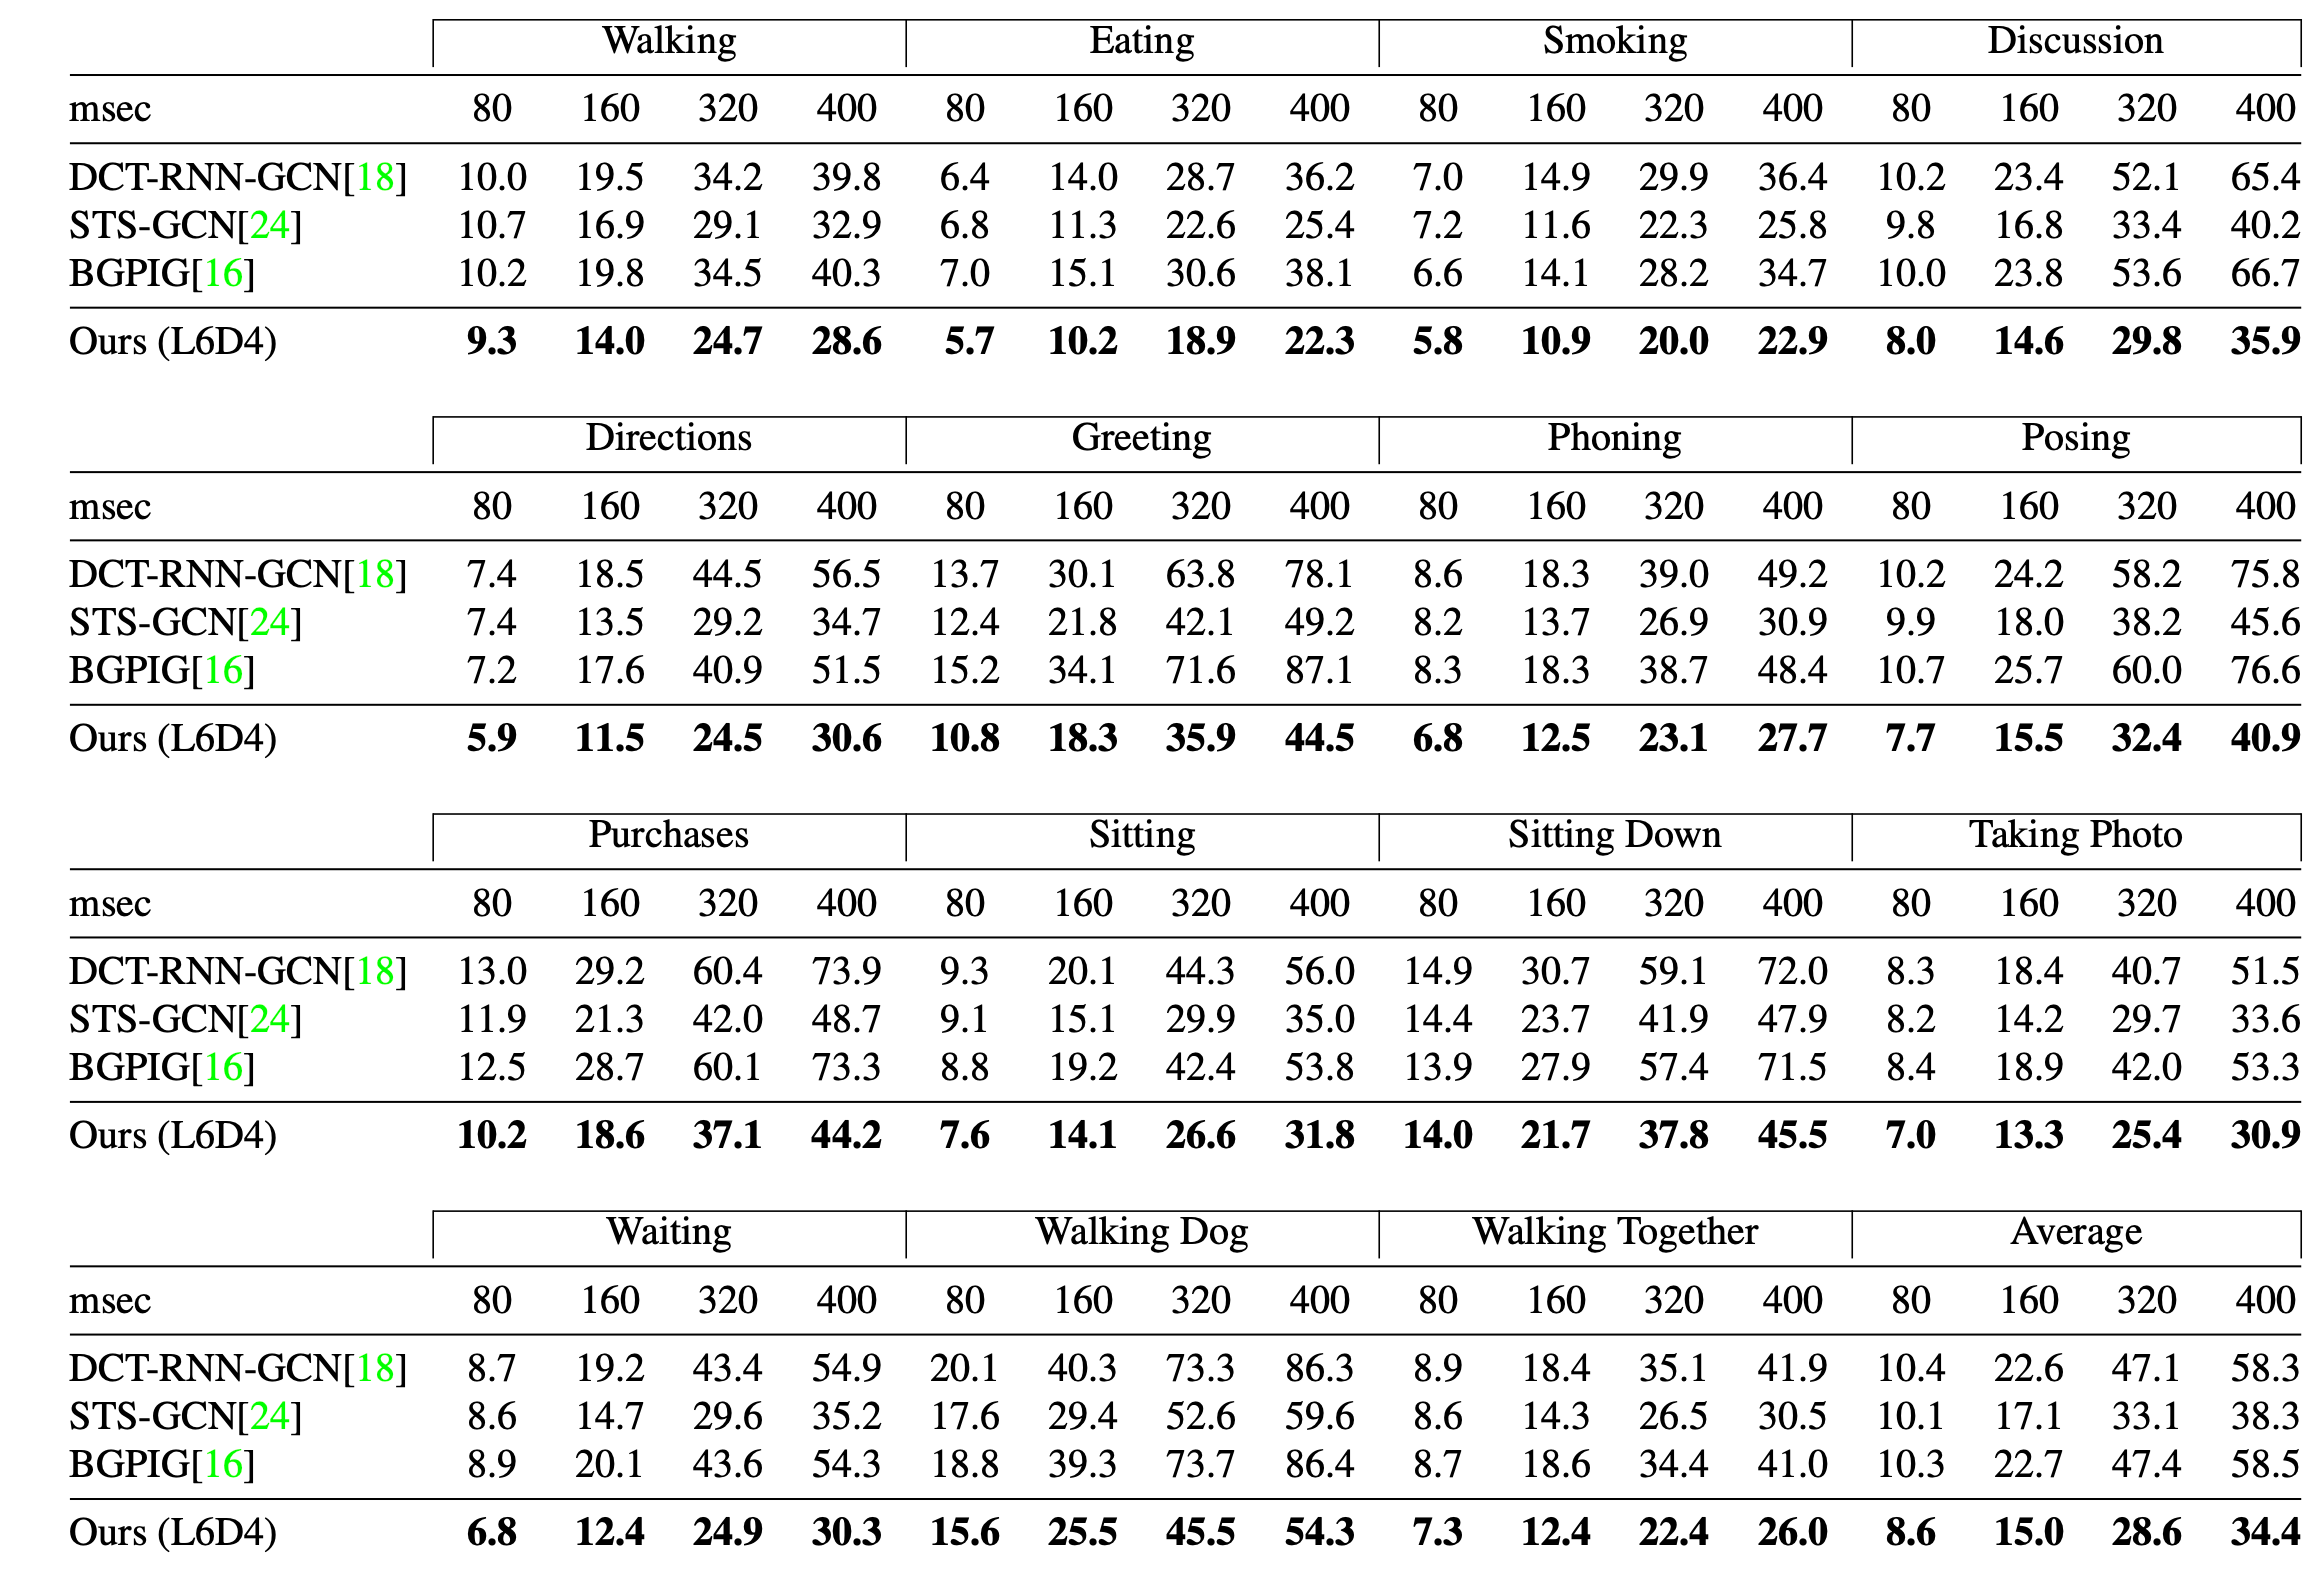 Walking Eating Smoking Discussion
msec 80 160 320 400 80 160 320 400 80 160 320 400 80 160 320 400
DCT-RNN-GCN[18] 10.0 19.5 34.2 39.8 6.4 14.0 28.7 36.2 7.0 14.9 29.9 36.4 10.2 23.4 52.1 65.4
STS-GCN[24] 10.7 16.9 29.1 32.9 6.8 11.3 22.6 25.4 7.2 11.6 22.3 25.8 9.8 16.8 33.4 40.2
BGPIG[16] 10.2 19.8 34.5 40.3 7.0 15.1 30.6 38.1 6.6 14.1 28.2 34.7 10.0 23.8 53.6 66.7
Ours (L6D4) 9.3 14.0 24.7 28.6 5.7 10.2 18.9 22.3 5.8 10.9 20.0 22.9 8.0 14.6 29.8 35.9
Directions Greeting Phoning Posing
msec 80 160 320 400 80 160 320 400 80 160 320 400 80 160 320 400
DCT-RNN-GCN[18] 7.4 18.5 44.5 56.5 13.7 30.1 63.8 78.1 8.6 18.3 39.0 49.2 10.2 24.2 58.2 75.8
STS-GCN[24] 7.4 13.5 29.2 34.7 12.4 21.8 42.1 49.2 8.2 13.7 26.9 30.9 9.9 18.0 38.2 45.6
BGPIG[16] 7.2 17.6 40.9 51.5 15.2 34.1 71.6 87.1 8.3 18.3 38.7 48.4 10.7 25.7 60.0 76.6
Ours (L6D4) 5.9 11.5 24.5 30.6 10.8 18.3 35.9 44.5 6.8 12.5 23.1 27.7 7.7 15.5 32.4 40.9
Purchases Sitting Sitting Down Taking Photo
msec 80 160 320 400 80 160 320 400 80 160 320 400 80 160 320 400
DCT-RNN-GCN[18] 13.0 29.2 60.4 73.9 9.3 20.1 44.3 56.0 14.9 30.7 59.1 72.0 8.3 18.4 40.7 51.5
STS-GCN[24] 11.9 21.3 42.0 48.7 9.1 15.1 29.9 35.0 14.4 23.7 41.9 47.9 8.2 14.2 29.7 33.6
BGPIG[16] 12.5 28.7 60.1 73.3 8.8 19.2 42.4 53.8 13.9 27.9 57.4 71.5 8.4 18.9 42.0 53.3
Ours (L6D4) 10.2 18.6 37.1 44.2 7.6 14.1 26.6 31.8 14.0 21.7 37.8 45.5 7.0 13.3 25.4 30.9
Waiting Walking Dog Walking Together Average
msec 80 160 320 400 80 160 320 400 80 160 320 400 80 160 320 400
DCT-RNN-GCN[18] 8.7 19.2 43.4 54.9 20.1 40.3 73.3 86.3 8.9 18.4 35.1 41.9 10.4 22.6 47.1 58.3
STS-GCN[24] 8.6 14.7 29.6 35.2 17.6 29.4 52.6 59.6 8.6 14.3 26.5 30.5 10.1 17.1 33.1 38.3
BGPIG[16] 8.9 20.1 43.6 54.3 18.8 39.3 73.7 86.4 8.7 18.6 34.4 41.0 10.3 22.7 47.4 58.5
Ours (L6D4) 6.8 12.4 24.9 30.3 15.6 25.5 45.5 54.3 7.3 12.4 22.4 26.0 8.6 15.0 28.6 34.4